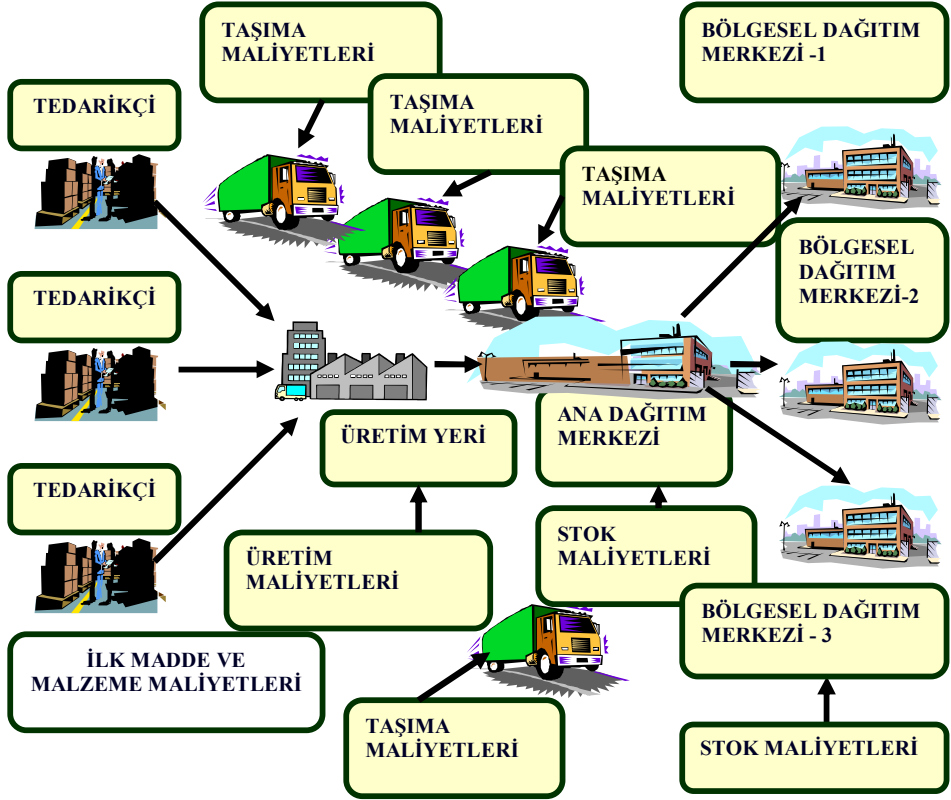 TAŞIMA
MALİYETLERİ
BÖLGESEL DAĞITIM
MERKEZİ -1
TEDARİKÇİ
TAŞIMA
MALİYETLERİ
TAŞIMA
MALİYETLERİ
BÖLGESEL
DAĞITIM
MERKEZİ-2
TEDARİKÇİ
ÜRETİM YERİ
ANA DAĞITIM
MERKEZİ
TEDARİKÇİ
ÜRETİM
MALİYETLERİ
STOK
MALİYETLERİ
BÖLGESEL DAĞITIM
MERKEZİ - 3
İLK MADDE VE
MALZEME MALİYETLERİ
TAŞIMA
MALİYETLERİ
STOK MALİYETLERİ